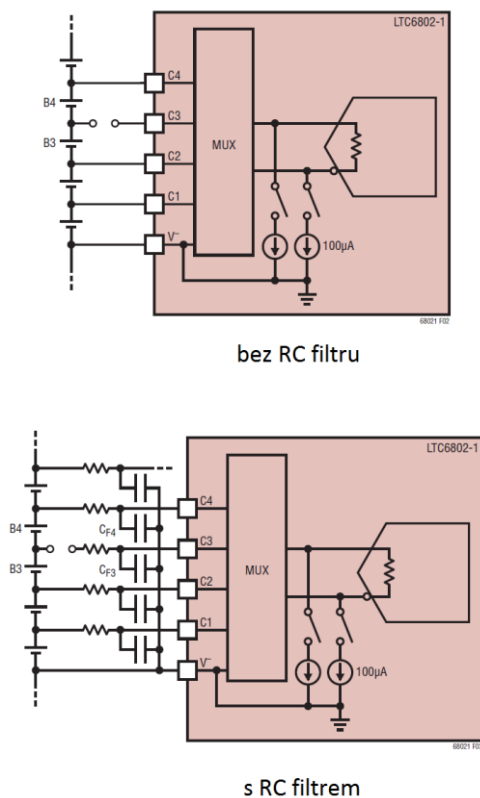 LTC6802-1
C4
B4
C3
MUX
B3
C2
C1
100µA
V⁻
68021 F02
bez RC filtru
LTC6802-1
C4
B4
CF4
C3
B3
CF3
MUX
C2
C1
V⁻
100µA
s RC filtrem